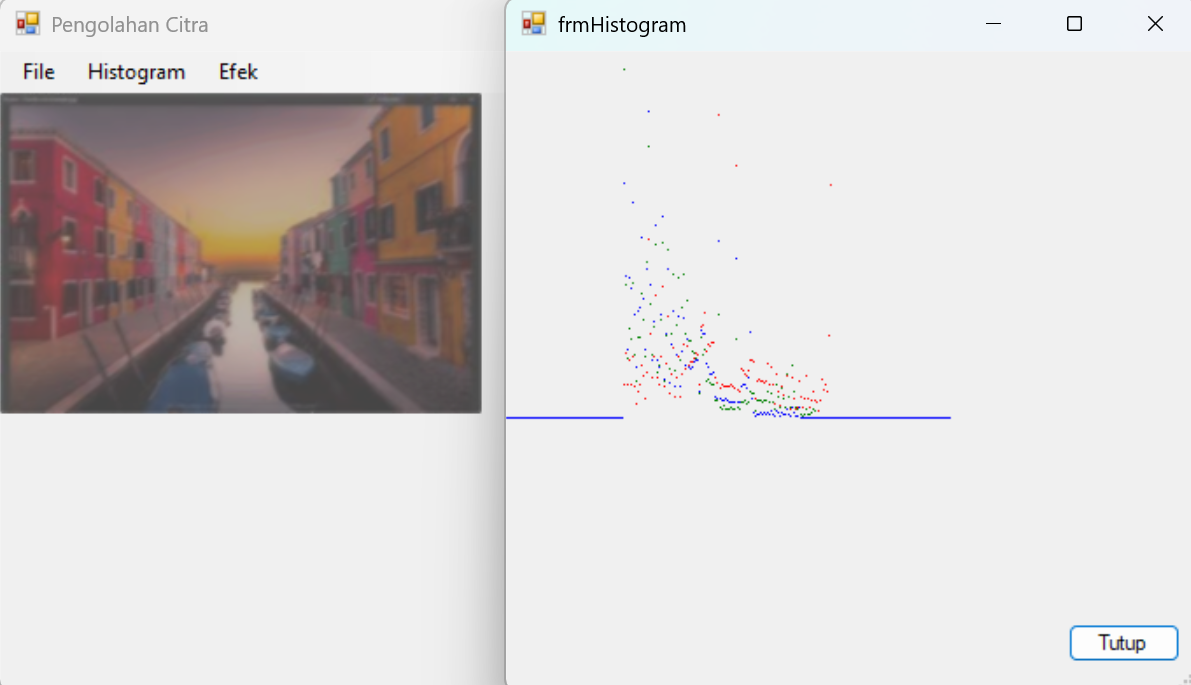 Pengolahan Citra
File Histogram Efek
frmHistogram
Tutup